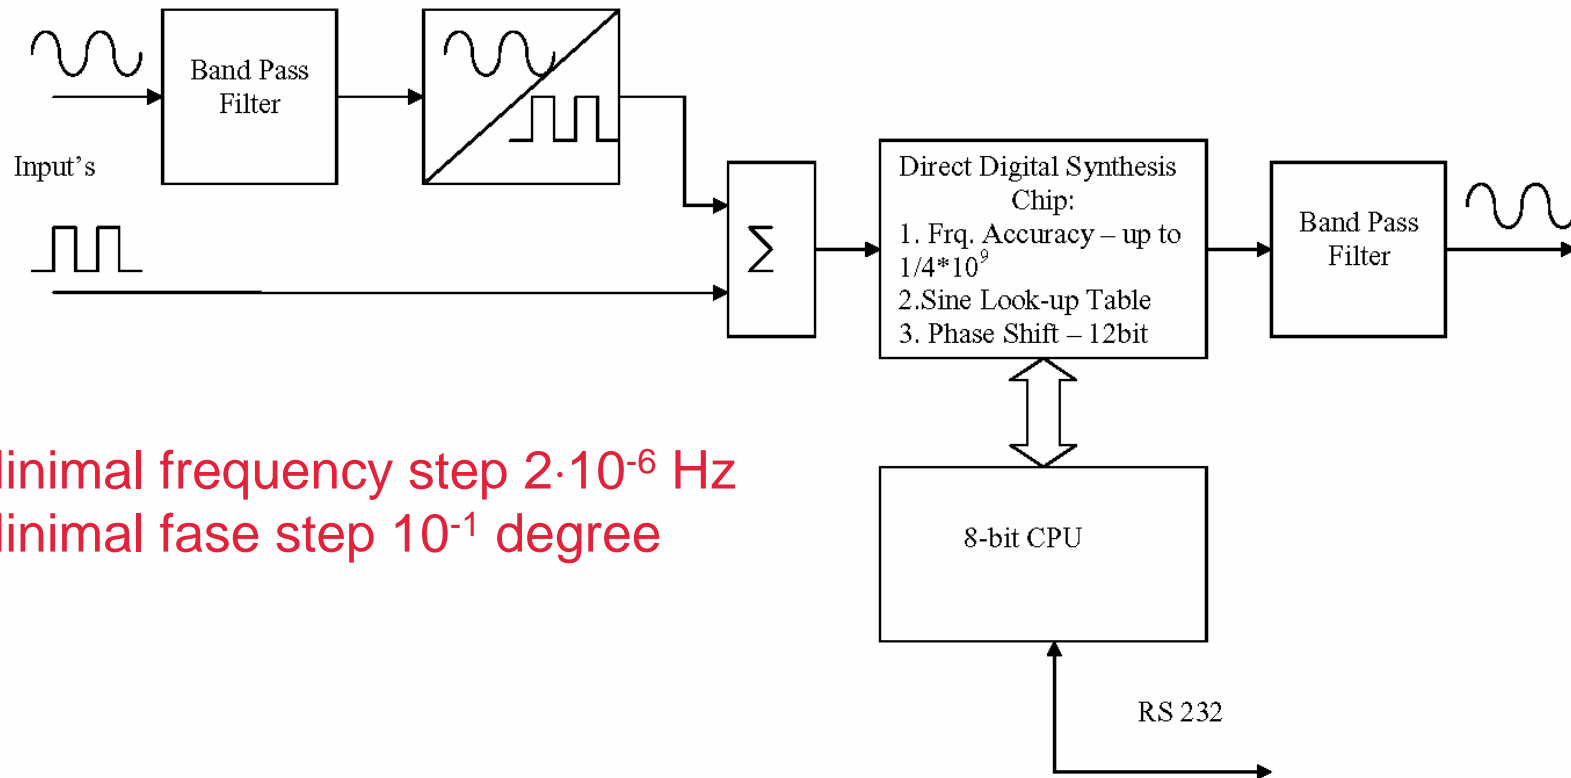 Band Pass
Filter
Input's
∑
Direct Digital Synthesis
Chip:
1. Frq. Accuracy – up to
1/4*10⁹
2.Sine Look-up Table
3. Phase Shift – 12bit
Band Pass
Filter
linimal frequency step 2·10⁻⁶ Hz
linimal fase step 10⁻¹ degree
8-bit CPU
RS 232